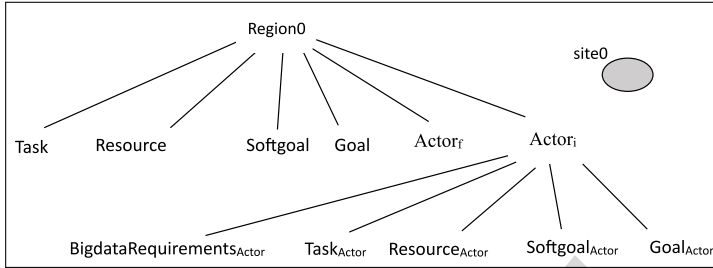 Region0
site0
Task Resource Softgoal Goal Actorf Actori
BigdataRequirementsActor TaskActor ResourceActor SoftgoalActor GoalActor